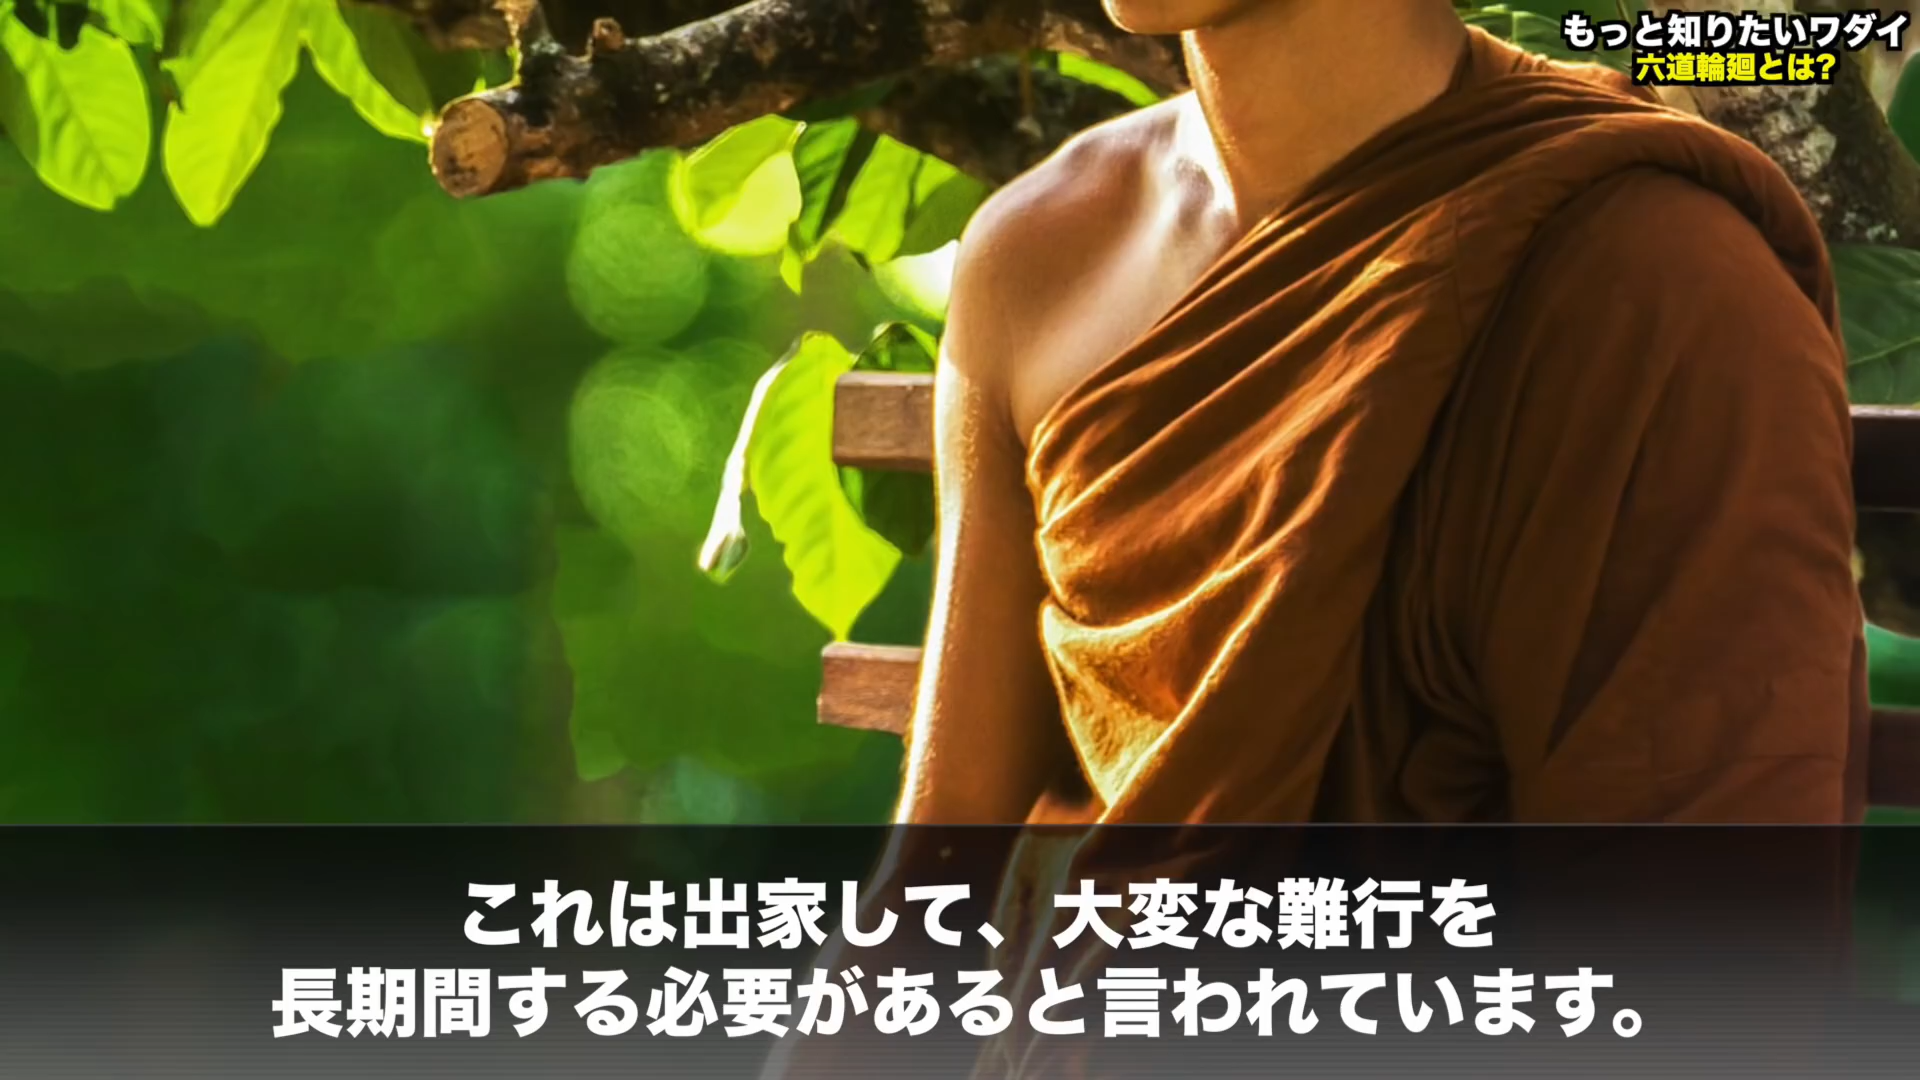 もっと知りたいワダイ
六道輪廻とは?
これは出家して、大変な難行を
長期間する必要があると言われています。